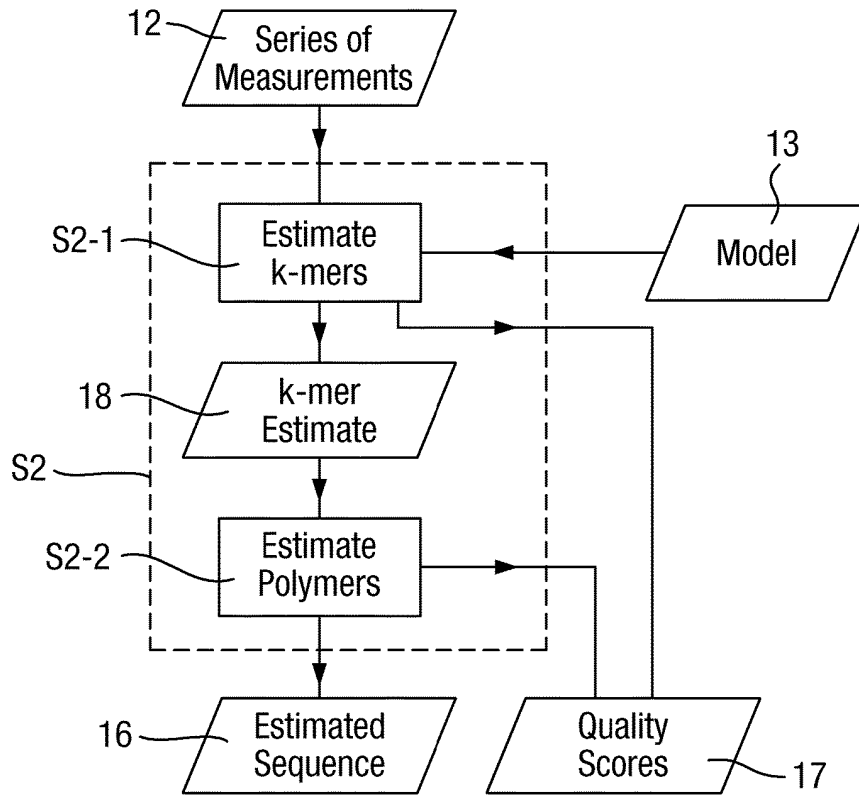 12
Series of
Measurements
13
Model
S2-1
Estimate
k-mers
18
k-mer
Estimate
S2
S2-2
Estimate
Polymers
16
Estimated
Sequence
Quality
Scores
17